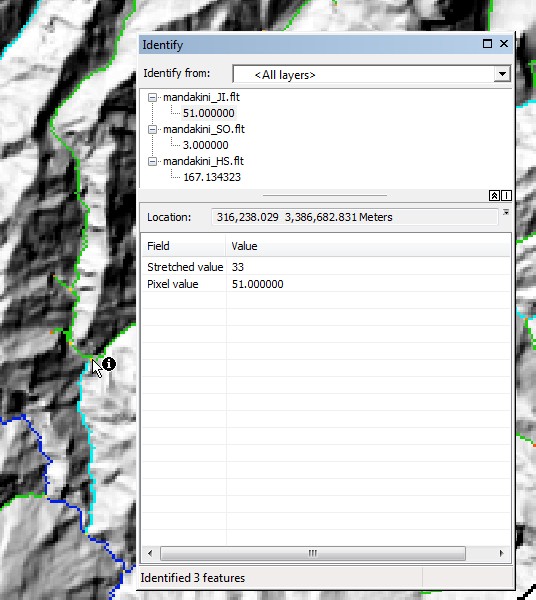 Identify
Identify from: <All layers>
mandakini_JI.flt
51.000000
mandakini_SO.flt
3.000000
mandakini_HS.flt
167.134323
Location: 316,238.029 3,386,682.831 Meters
Field Value
Stretched value 33
Pixel value 51.000000
Identified 3 features